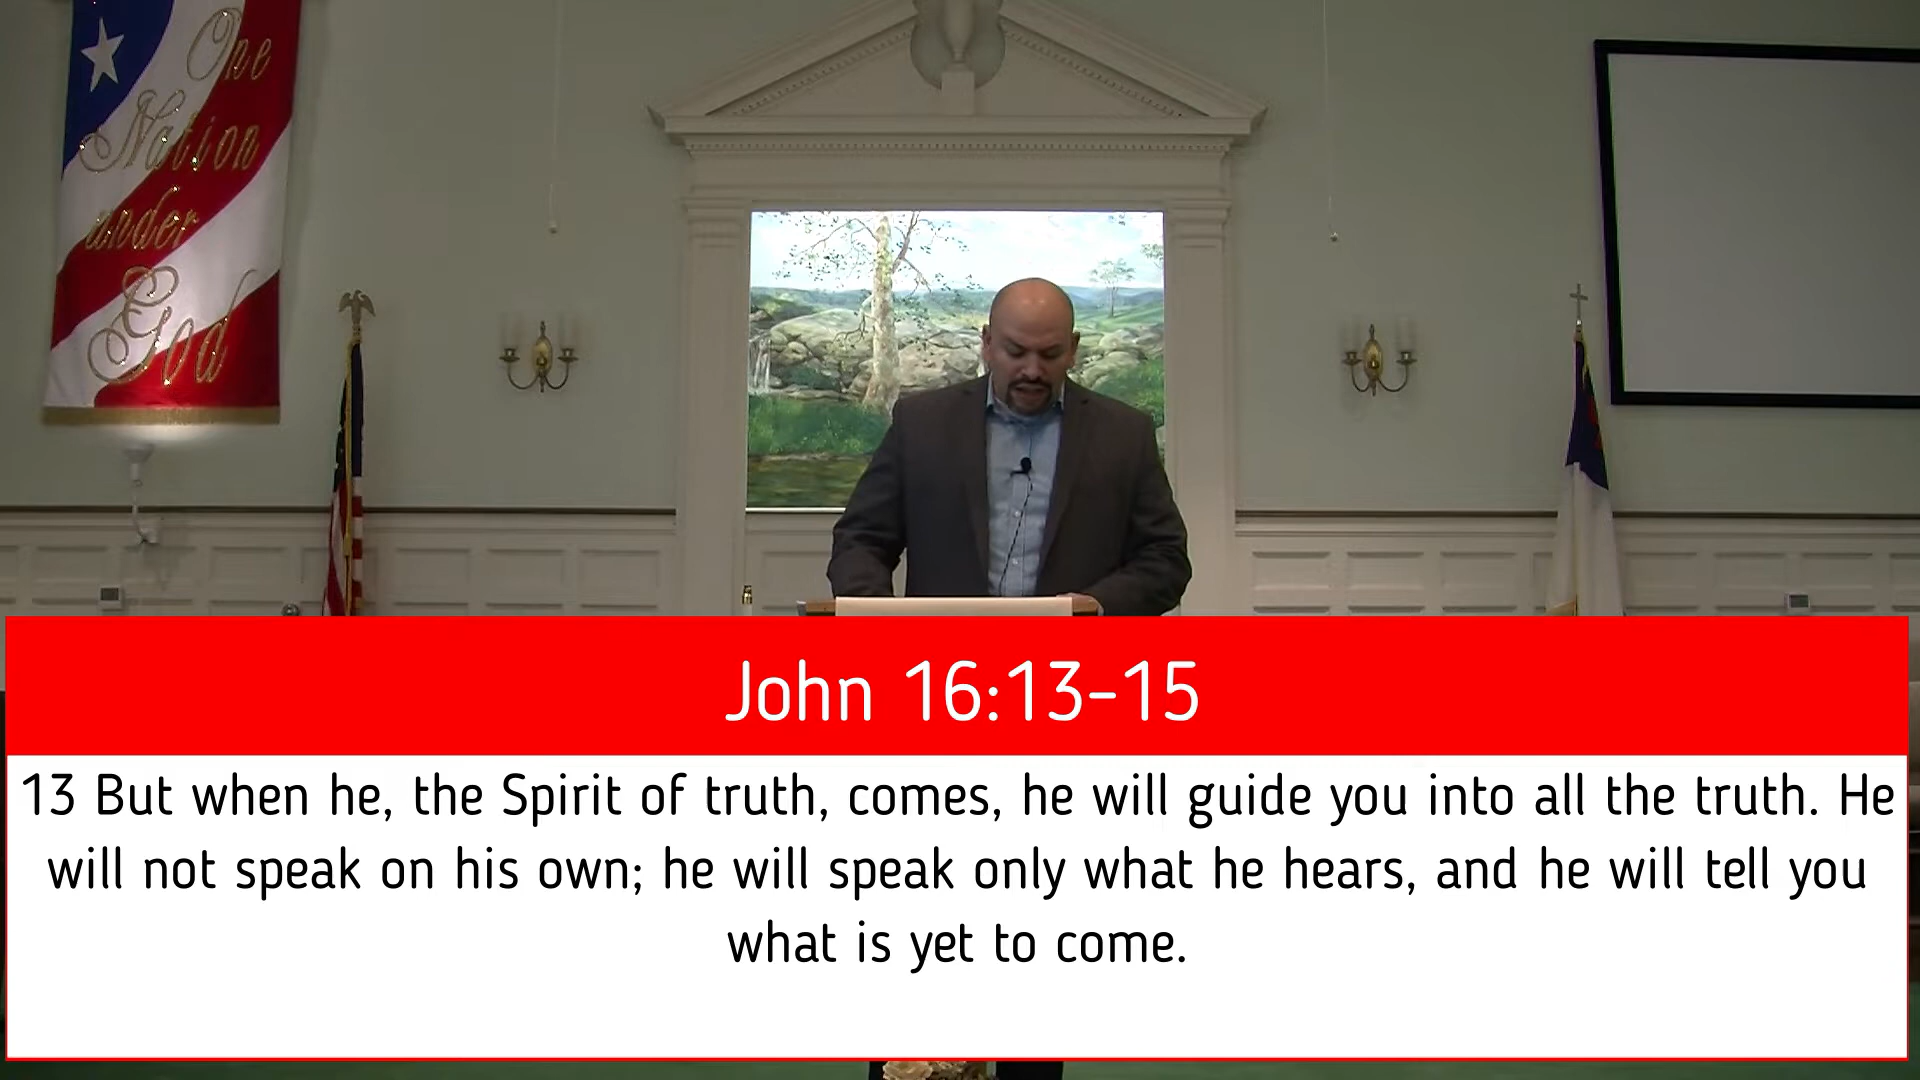 One
Nation
under
God
John 16:13-15
13 But when he, the Spirit of truth, comes, he will guide you into all the truth. He
will not speak on his own; he will speak only what he hears, and he will tell you
what is yet to come.